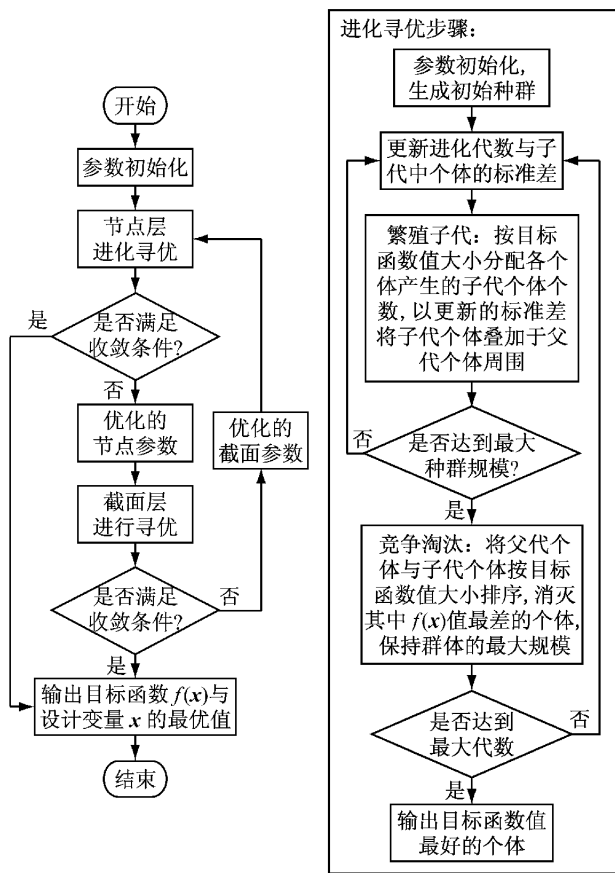 开始
参数初始化
节点层
进化寻优
是
是否满足
收敛条件?
否
优化的
节点参数
优化的
截面参数
截面层
进行寻优
是否满足
收敛条件?
否
是
输出目标函数 f(x)与
设计变量 x 的最优值
结束
进化寻优步骤:
参数初始化,
生成初始种群
更新进化代数与子
代中个体的标准差
繁殖子代:按目标
函数值大小分配各个
体产生的子代个体个
数,以更新的标准差
将子代个体叠加于父
代个体周围
否
是否达到最大
种群规模?
是
竞争淘汰:将父代个
体与子代个体按目标
函数值大小排序,消灭
其中 f(x)值最差的个体,
保持群体的最大规模
是否达到
最大代数
否
是
输出目标函数值
最好的个体